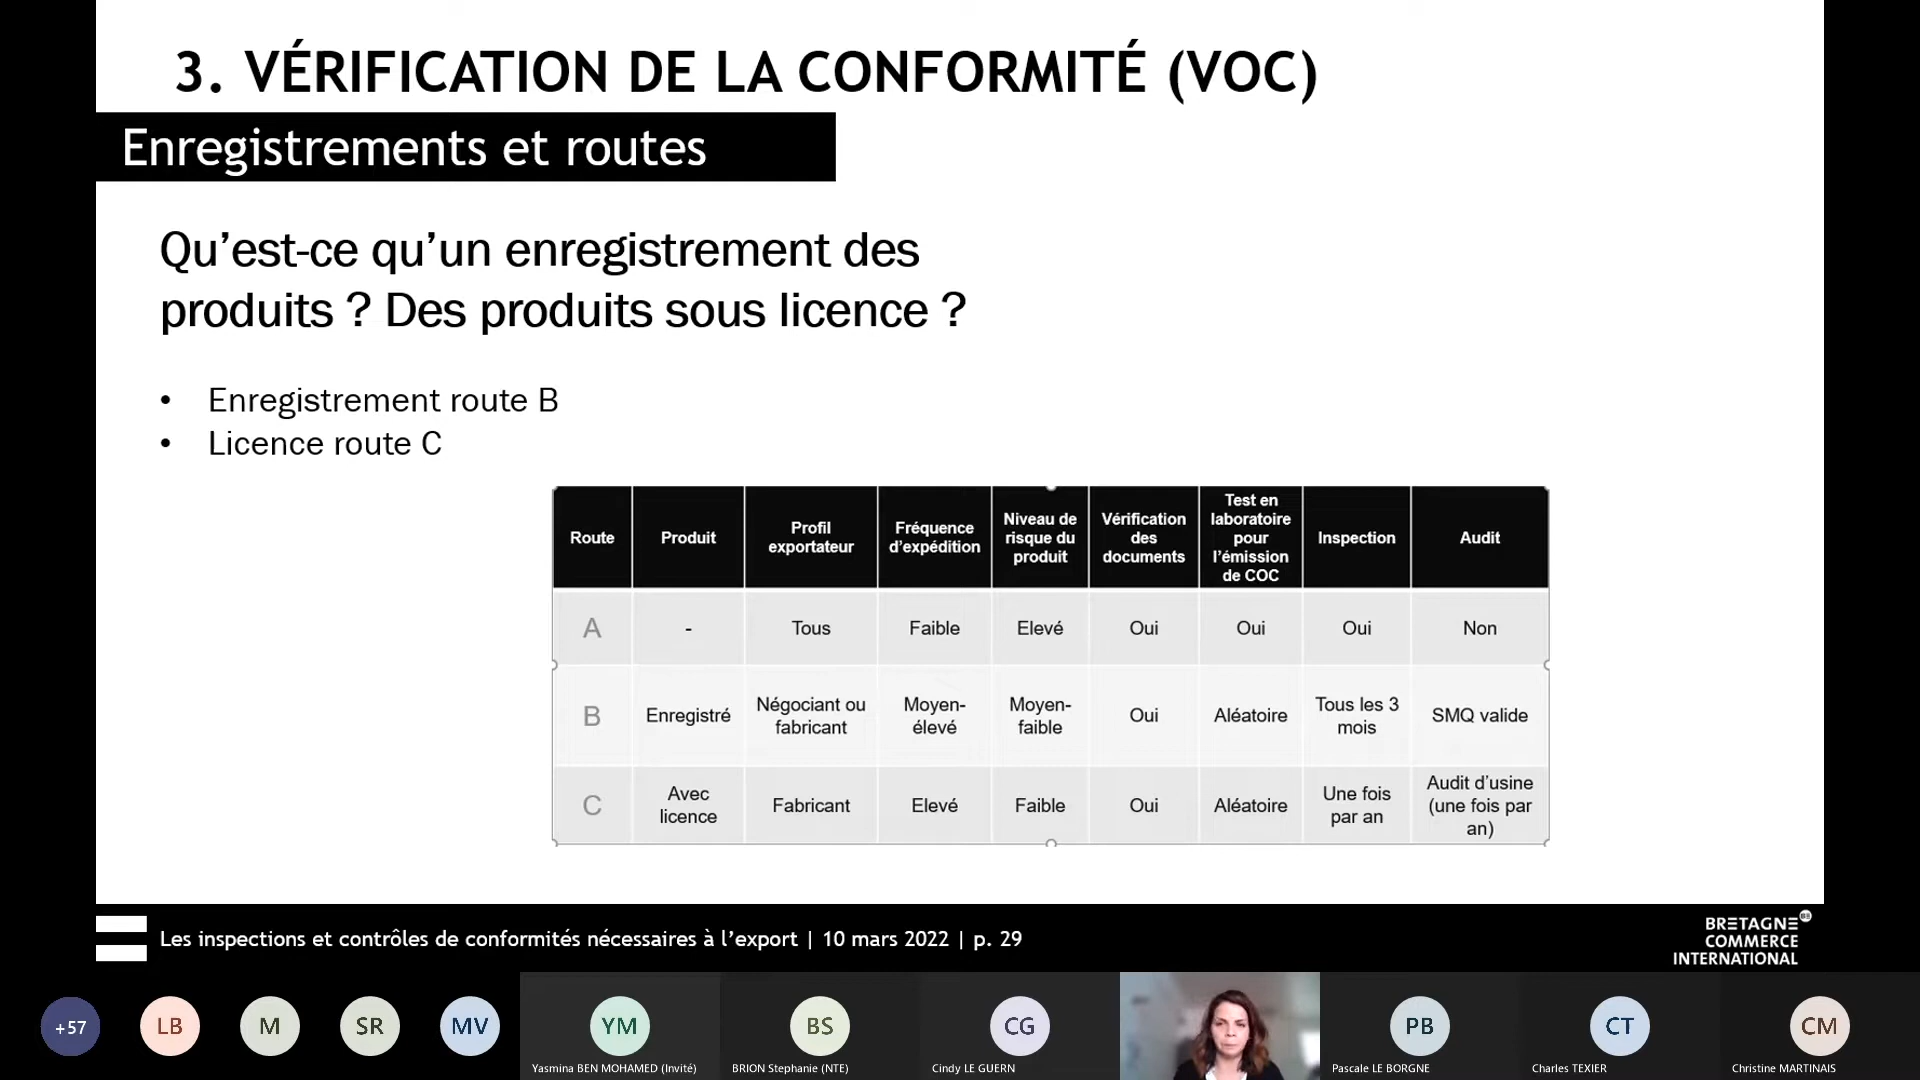 3. VÉRIFICATION DE LA CONFORMITÉ (VOC)
Enregistrements et routes
Qu’est-ce qu’un enregistrement des
produits ? Des produits sous licence ?
• Enregistrement route B
• Licence route C
Route Produit Profil exportateur Fréquence d’expédition Niveau de risque du produit Vérification des documents Test en laboratoire pour l’émission de COC Inspection Audit
A - Tous Faible Elevé Oui Oui Oui Non
B Enregistré Négociant ou fabricant Moyen-élevé Moyen-faible Oui Aléatoire Tous les 3 mois SMQ valide
C Avec licence Fabricant Elevé Faible Oui Aléatoire Une fois par an Audit d’usine (une fois par an)
Les inspections et contrôles de conformités nécessaires à l’export | 10 mars 2022 | p. 29
BRETAGNE
COMMERCE
INTERNATIONAL
+57 LB M SR MV YM BS CG PB CT CM
Yasmina BEN MOHAMED (Invité) BRION Stephanie (NTE) Cindy LE GUERN Pascale LE BORGNE Charles TEXIER Christine MARTINAIS